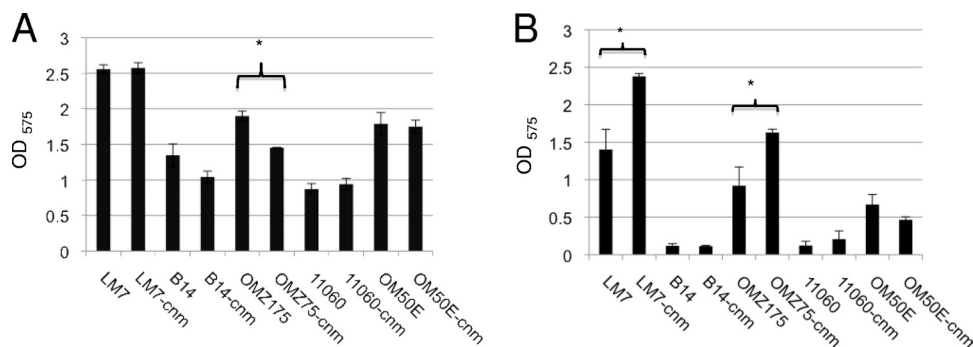 A
3
2.5
2
1.5
1
0.5
0
OD 575
*
LM7
LM7-cnm
B14
B14-cnm
OMZ175
OMZ75-cnm
11060
11060-cnm
OM50E
OM50E-cnm
B
3
2.5
2
1.5
1
0.5
0
OD 575
*
*
LM7
LM7-cnm
B14
B14-cnm
OMZ175
OMZ75-cnm
11060
11060-cnm
OM50E
OM50E-cnm